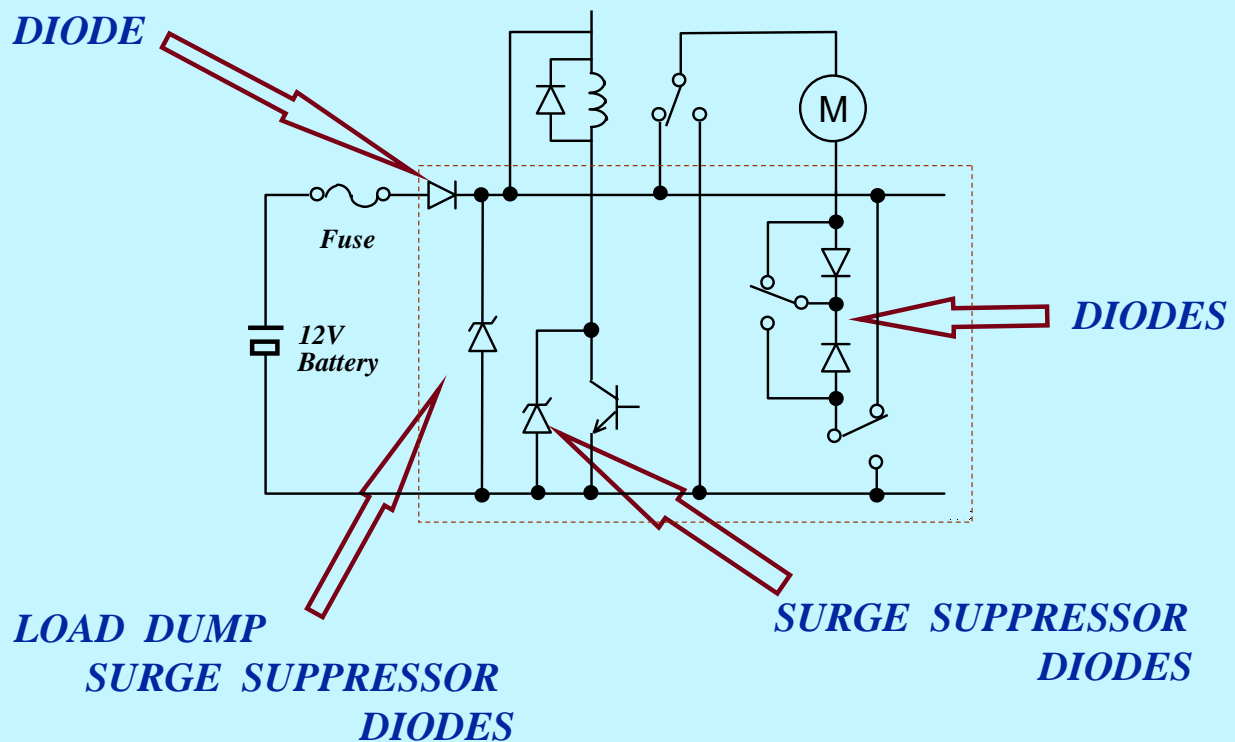 DIODE
M
Fuse
12V
Battery
DIODES
LOAD DUMP
SURGE SUPPRESSOR
DIODES
SURGE SUPPRESSOR
DIODES